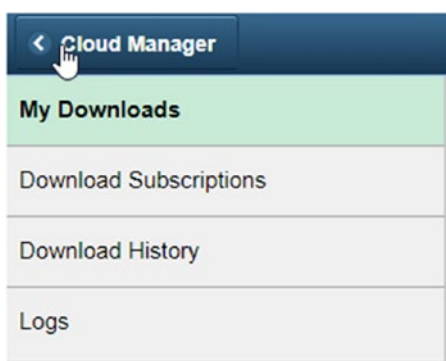 Cloud Manager
My Downloads
Download Subscriptions
Download History
Logs